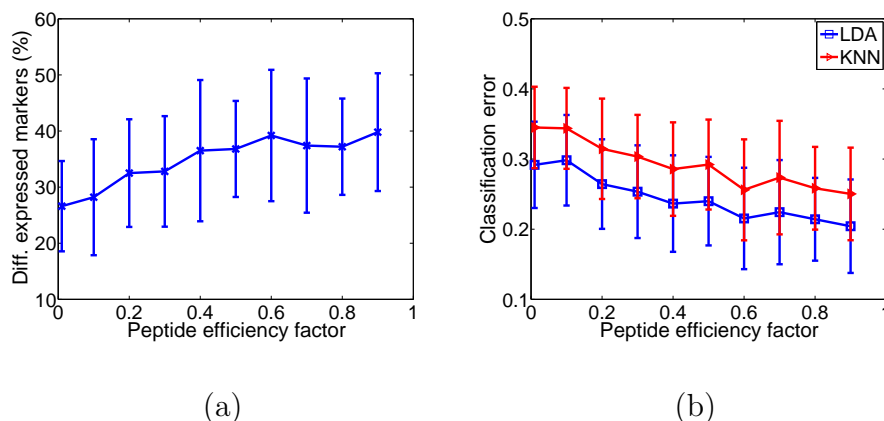 Diff. expressed markers (%)
60
50
40
30
20
10
0 0.2 0.4 0.6 0.8 1
Peptide efficiency factor
(a)
Classification error
0.5
0.4
0.3
0.2
0.1
0 0.2 0.4 0.6 0.8 1
Peptide efficiency factor
LDA
KNN
(b)